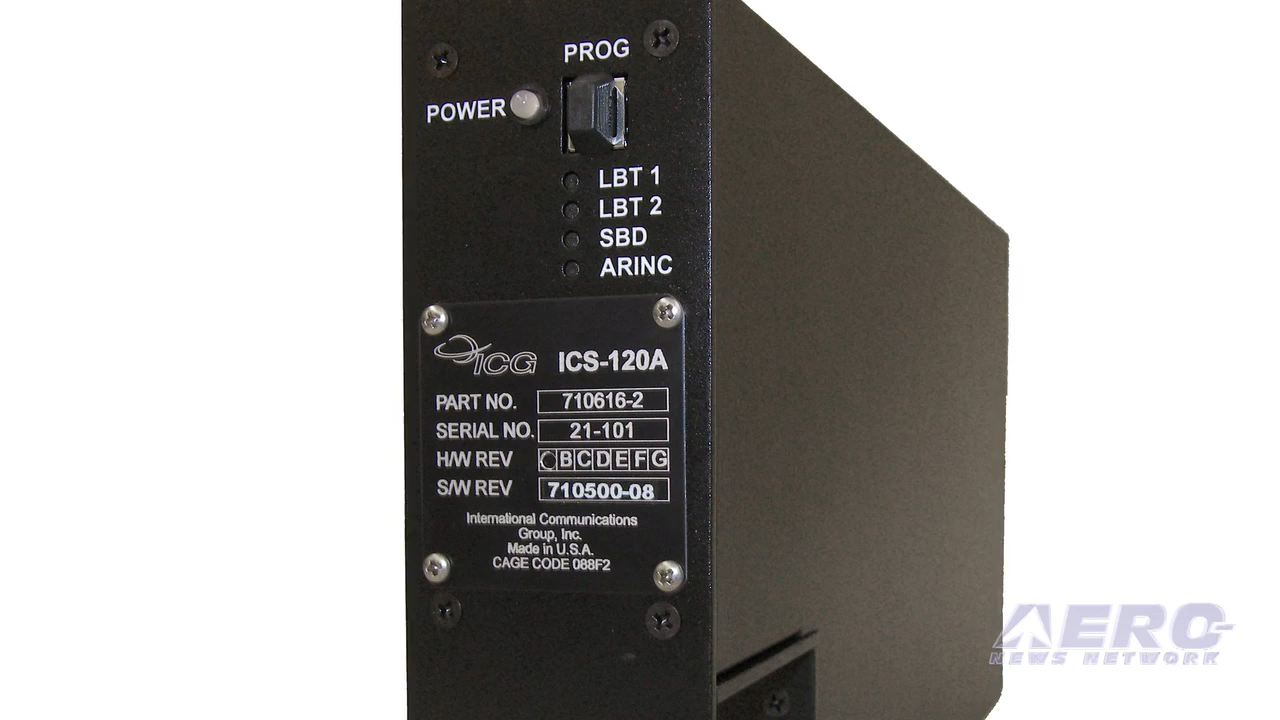 PROG
POWER
LBT 1
LBT 2
SBD
ARINC
ICG ICS-120A
PART NO. 710616-2
SERIAL NO. 21-101
H/W REV BCDEFG
S/W REV 710500-08
International Communications
Group, Inc.
Made in U.S.A.
CAGE CODE 088F2
AERO
NEWS NETWORK